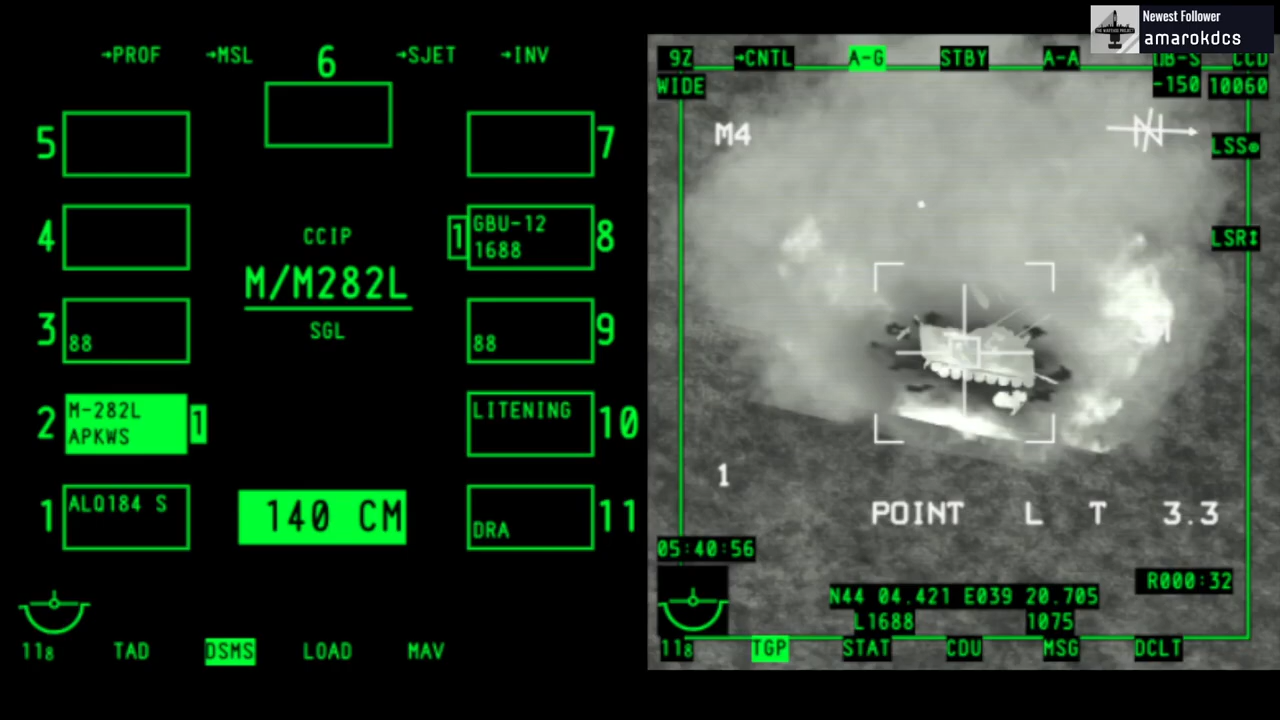 →PROF →MSL 6 →SJET →INV
5 7
CCIP
4 1 GBU-12 8
1688
M/M282L
SGL
3 88 88 9
2 M-282L 1 LITENING 10
APKWS
1 ALQ184 S 140 CM DRA 11
118 TAD DSMS LOAD MAV
Newest Follower
amarokdcs
9Z →CNTL A-G STBY A-A CCD
WIDE -150 10060
M4 N
LSS
LSR↕
1
POINT L T 3.3
05:40:56
R000:32
N44 04.421 E039 20.705
L1688 1075
118 TGP STAT CDU MSG DCLT